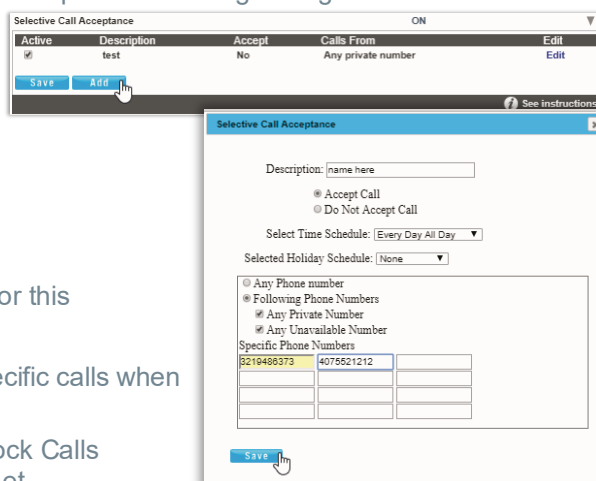 Selective Call Acceptance ON
Active Description Accept Calls From Edit
test No Any private number Edit
Save Add
See instructions
Selective Call Acceptance
Description: name here
Accept Call
Do Not Accept Call
Select Time Schedule: Every Day All Day
Selected Holiday Schedule: None
Any Phone number
Following Phone Numbers
Any Private Number
Any Unavailable Number
Specific Phone Numbers
3219486373 4075521212
Save
or this
ecific calls when
ock Calls